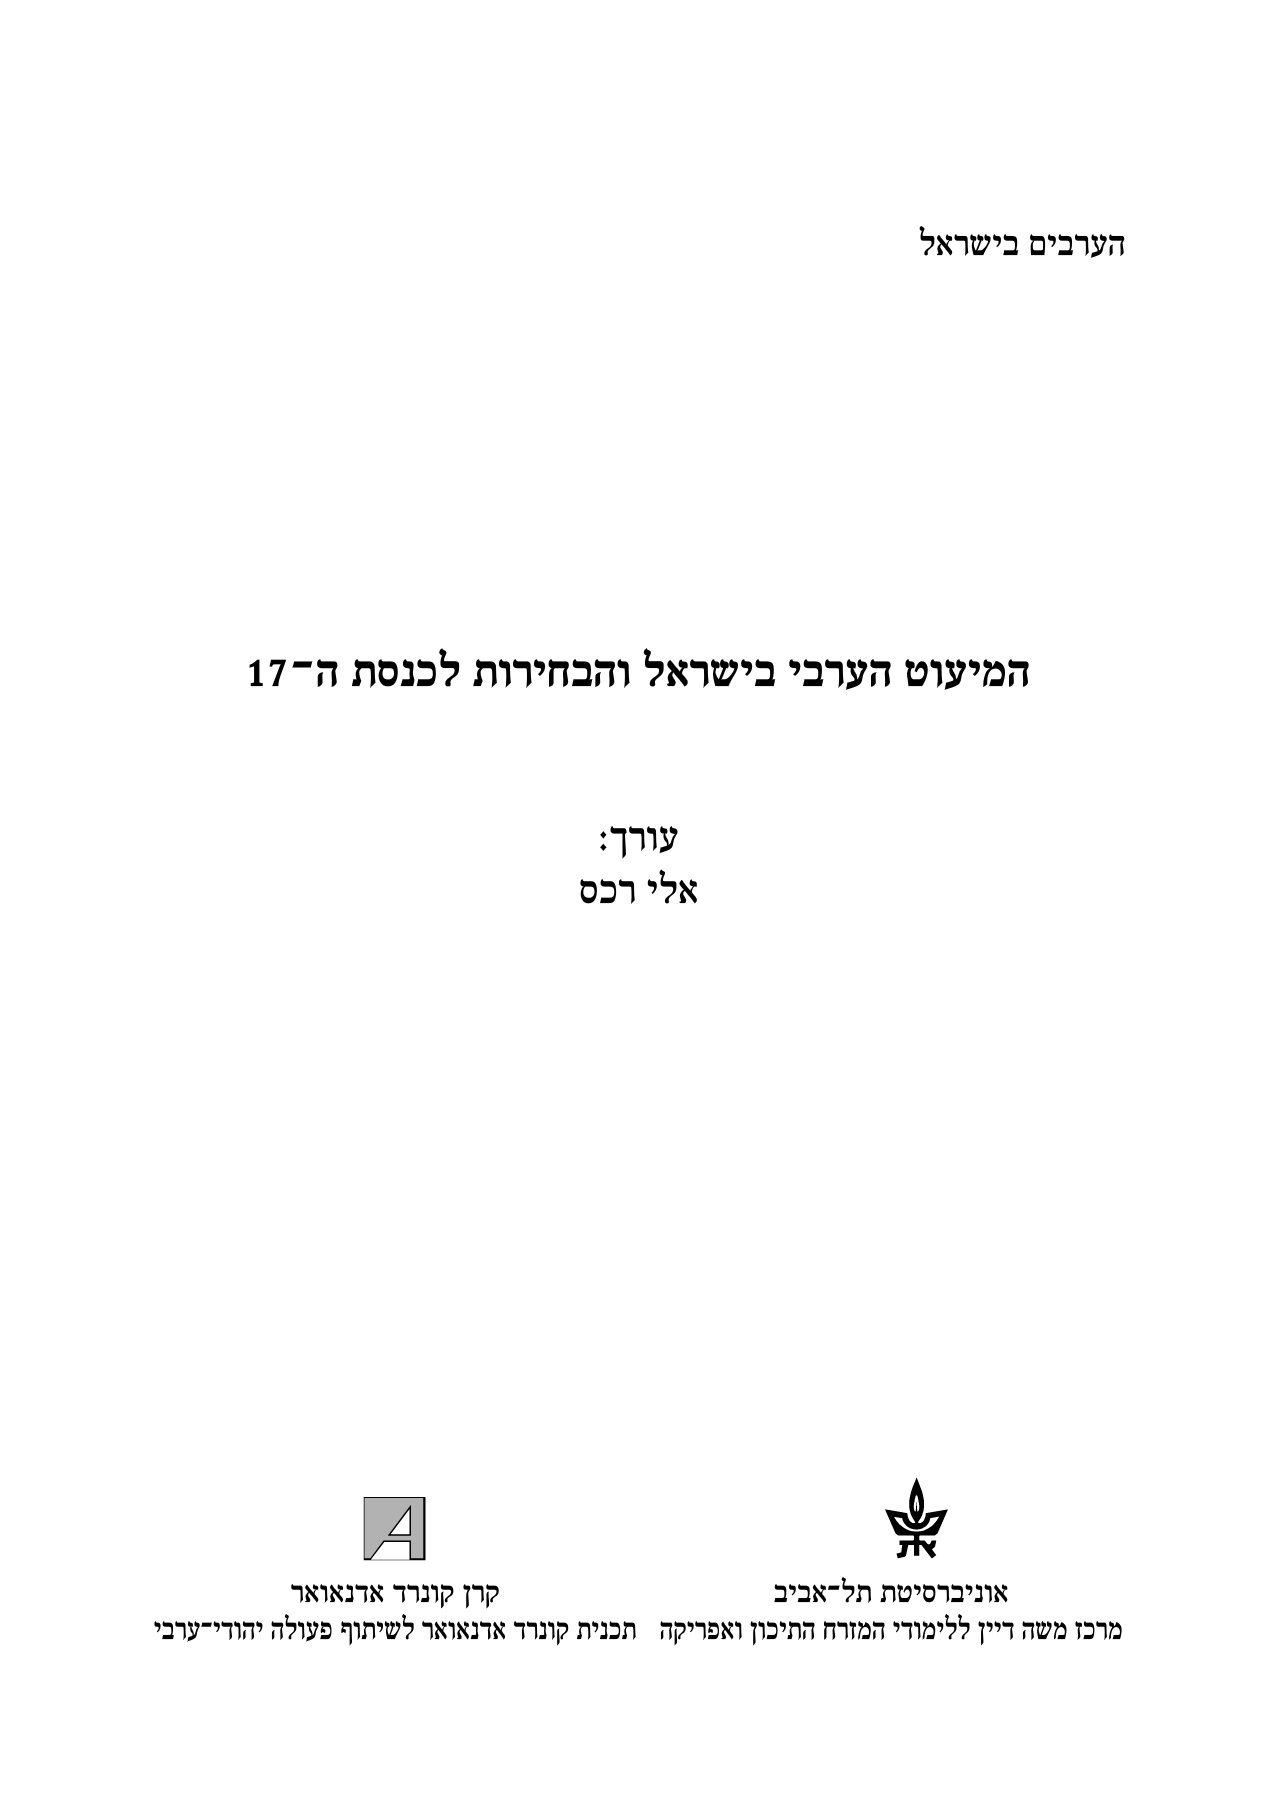 הערבים בישראל
המיעוט הערבי בישראל והבחירות לכנסת ה־17
עורך:
אלי רכס
אוניברסיטת תל־אביב
מרכז משה דיין ללימודי המזרח התיכון ואפריקה
קרן קונרד אדנאואר
תכנית קונרד אדנאואר לשיתוף פעולה יהודי־ערבי